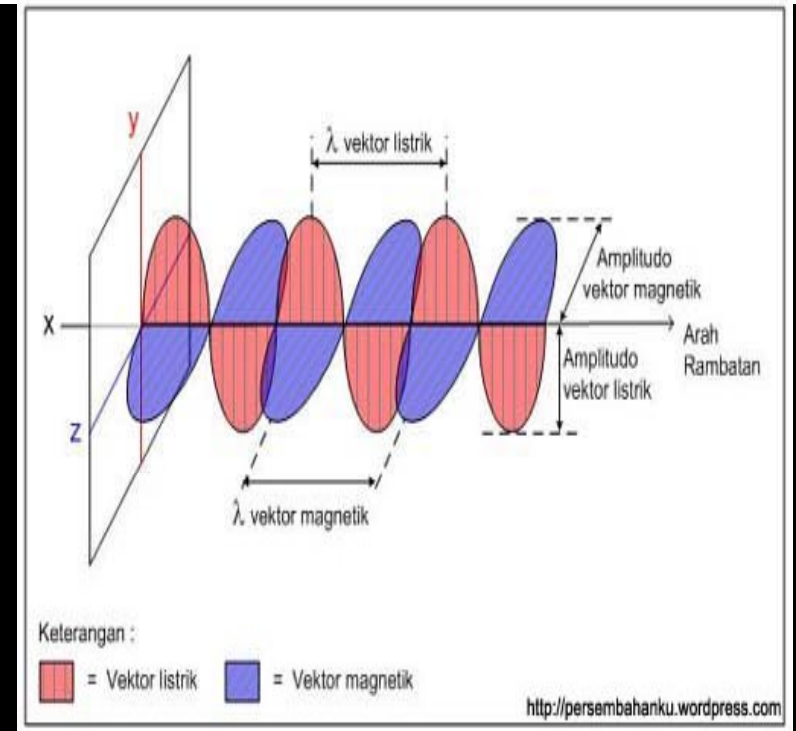 y
λ vektor listrik
Amplitudo
vektor magnetik
x
Arah
Rambatan
Amplitudo
vektor listrik
z
λ vektor magnetik
Keterangan :
= Vektor listrik
= Vektor magnetik
http://persembahanku.wordpress.com